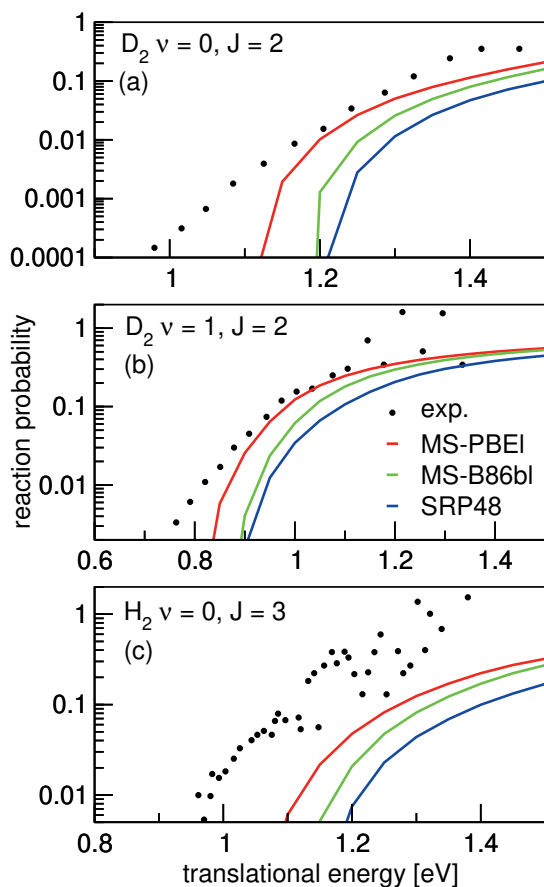 D₂ ν = 0, J = 2
(a)
1
0.1
0.01
0.001
0.0001
1
1.2
1.4
D₂ ν = 1, J = 2
(b)
1
0.1
0.01
exp.
MS-PBEl
MS-B86bl
SRP48
0.6
0.8
1
1.2
1.4
reaction probability
H₂ ν = 0, J = 3
(c)
1
0.1
0.01
0.8
1
1.2
1.4
translational energy [eV]